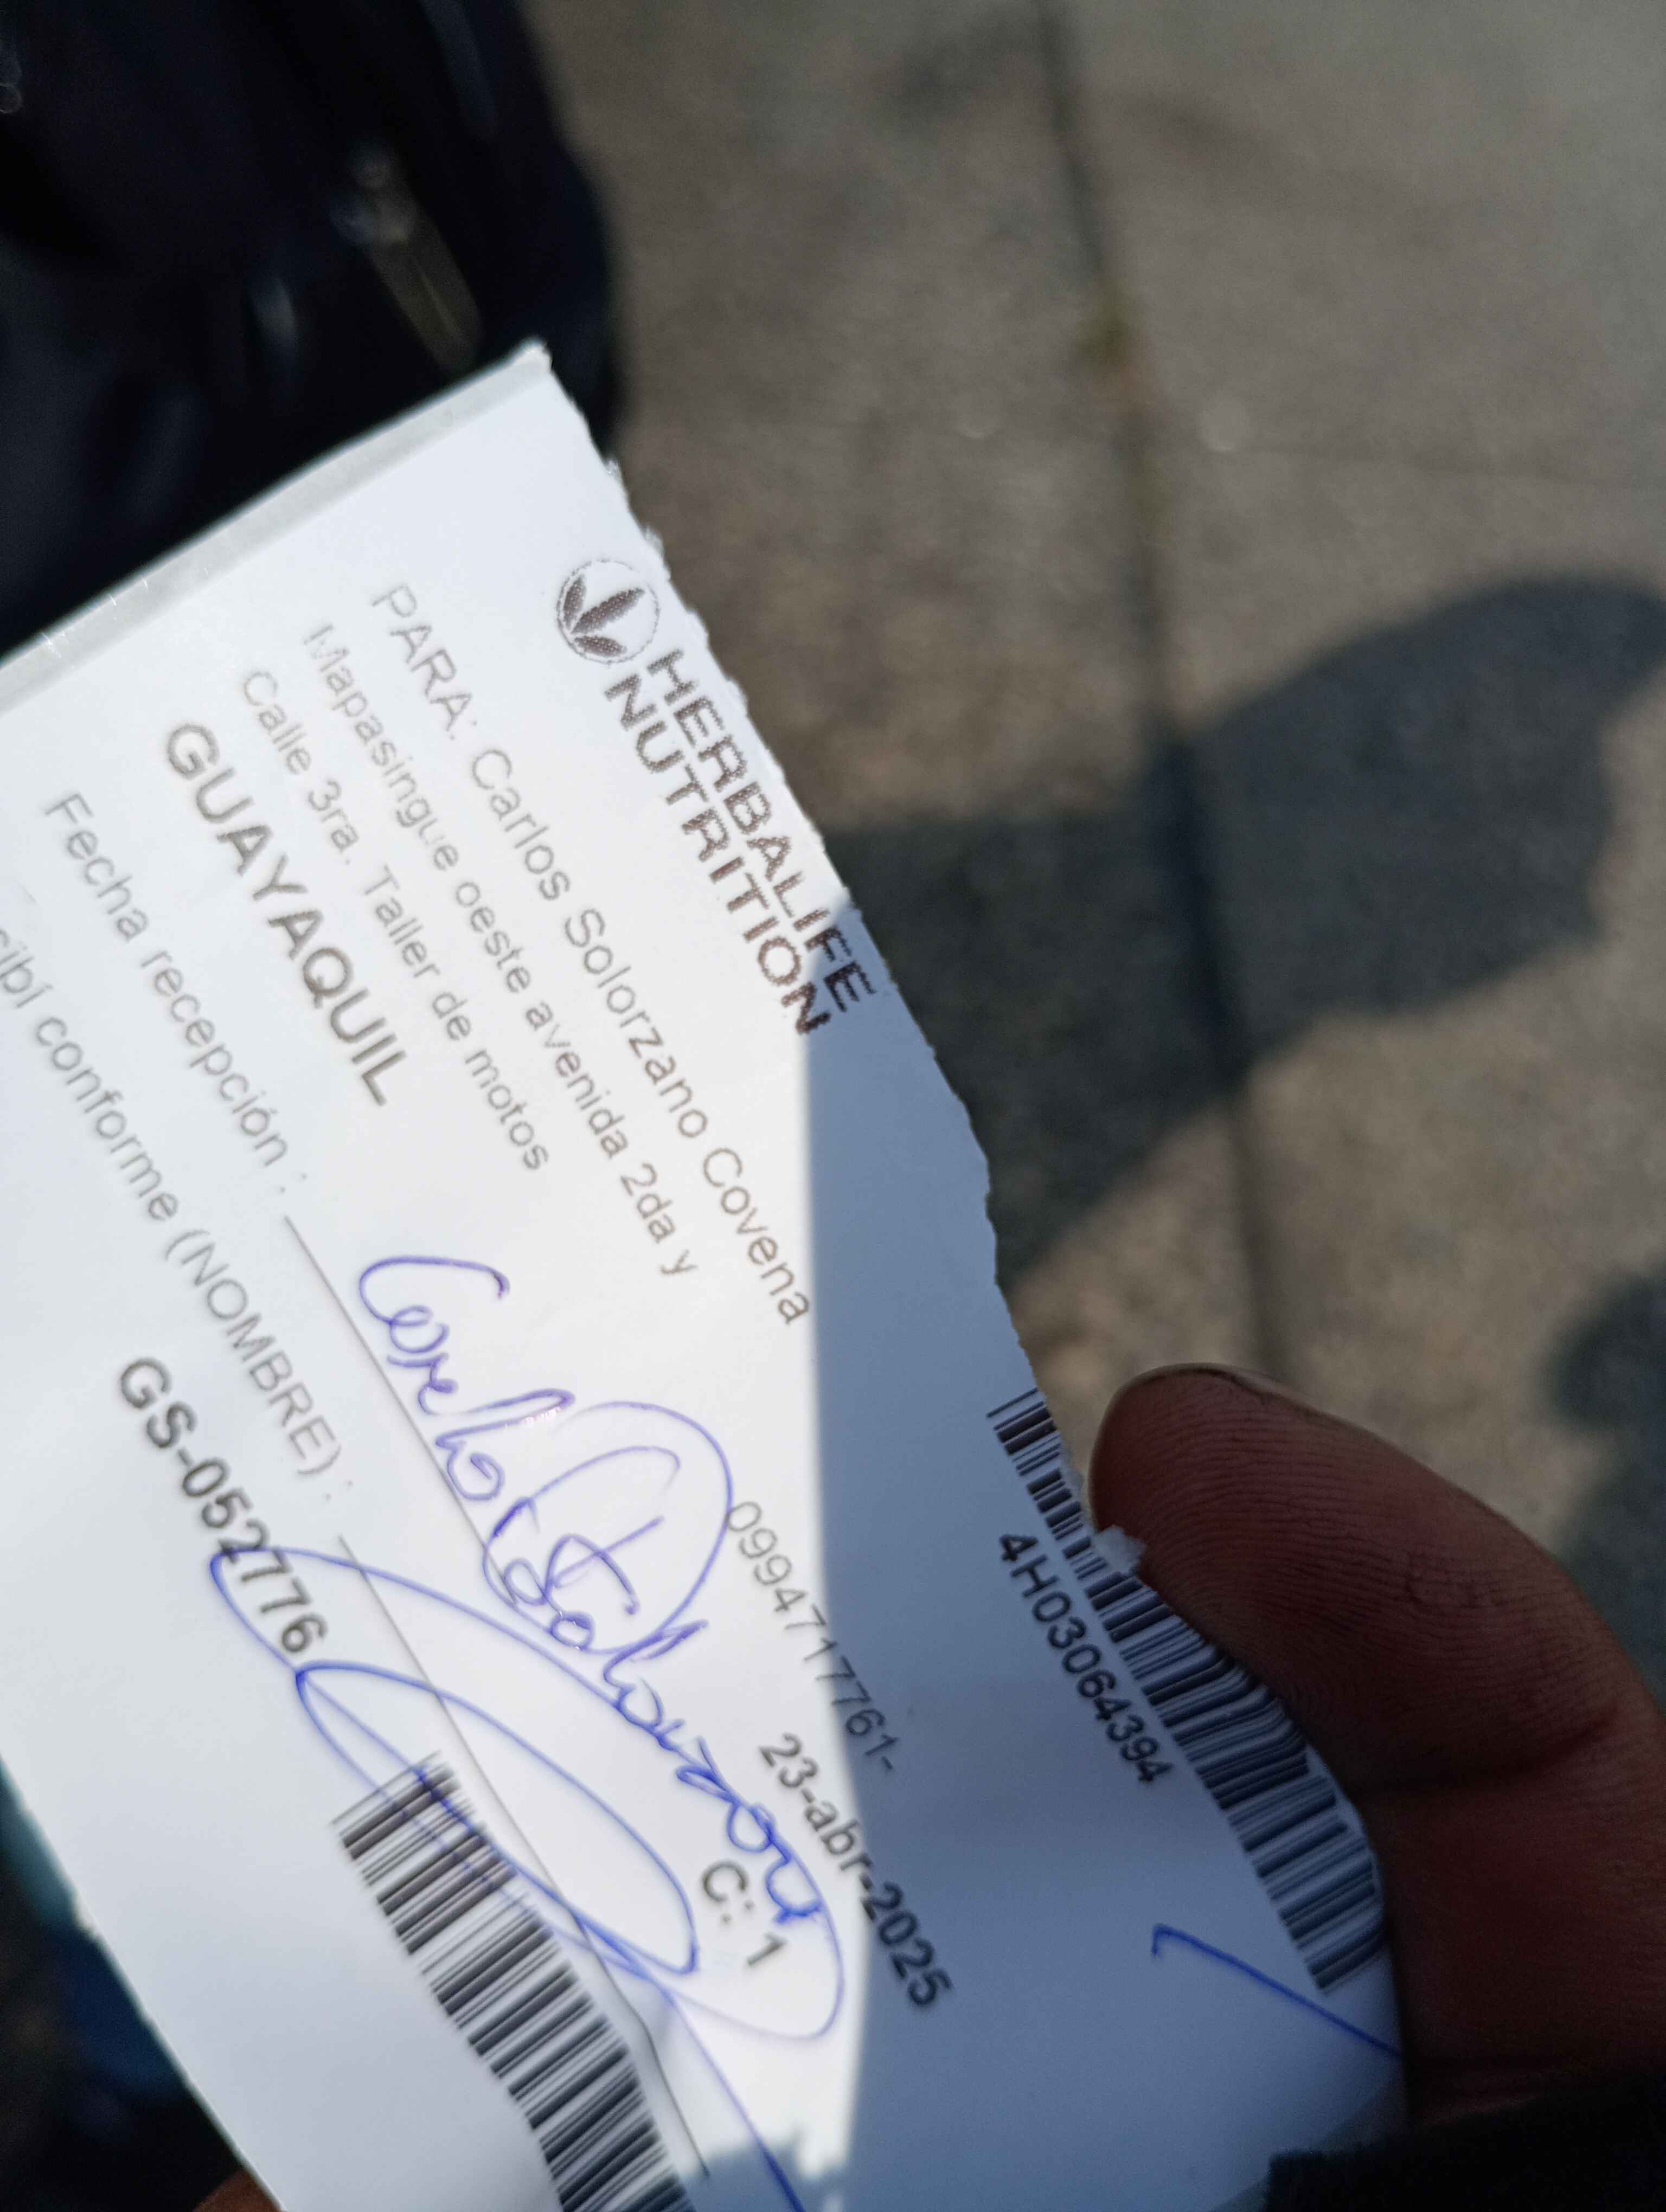 HERBALIFE
NUTRITION
4H03064394
PARA: Carlos Solorzano Covena
Mapasingue oeste avenida 2da y
Calle 3ra. Taller de motos
0994717761-
GUAYAQUIL
23-abr-2025
C: 1
Fecha recepción :
conforme (NOMBRE) :
GS-052776